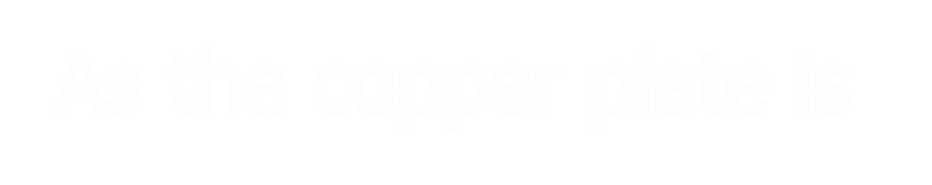 As the copper plate is